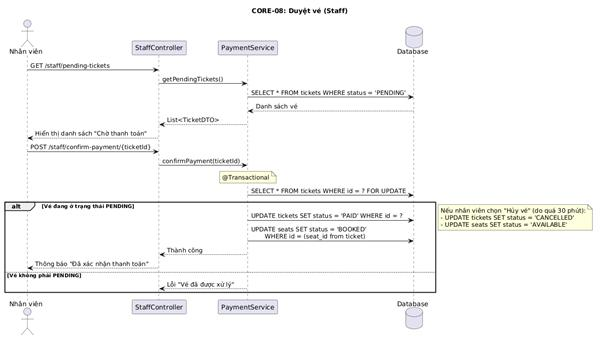 CORE-08: Duyệt vé (Staff)
Nhân viên
StaffController
PaymentService
Database
GET /staff/pending-tickets
getPendingTickets()
SELECT * FROM tickets WHERE status = 'PENDING'
Danh sách vé
List<TicketDTO>
Hiển thị danh sách "Chờ thanh toán"
POST /staff/confirm-payment/{ticketId}
confirmPayment(ticketId)
@Transactional
SELECT * FROM tickets WHERE id = ? FOR UPDATE
alt
[Vé đang ở trạng thái PENDING]
Nếu nhân viên chọn "Hủy vé" (do quá 30 phút):
- UPDATE tickets SET status = 'CANCELLED'
- UPDATE seats SET status = 'AVAILABLE'
UPDATE tickets SET status = 'PAID' WHERE id = ?
UPDATE seats SET status = 'BOOKED'
WHERE id = (seat_id from ticket)
Thành công
Thông báo "Đã xác nhận thanh toán"
[Vé không phải PENDING]
Lỗi "Vé đã được xử lý"
Nhân viên
StaffController
PaymentService
Database